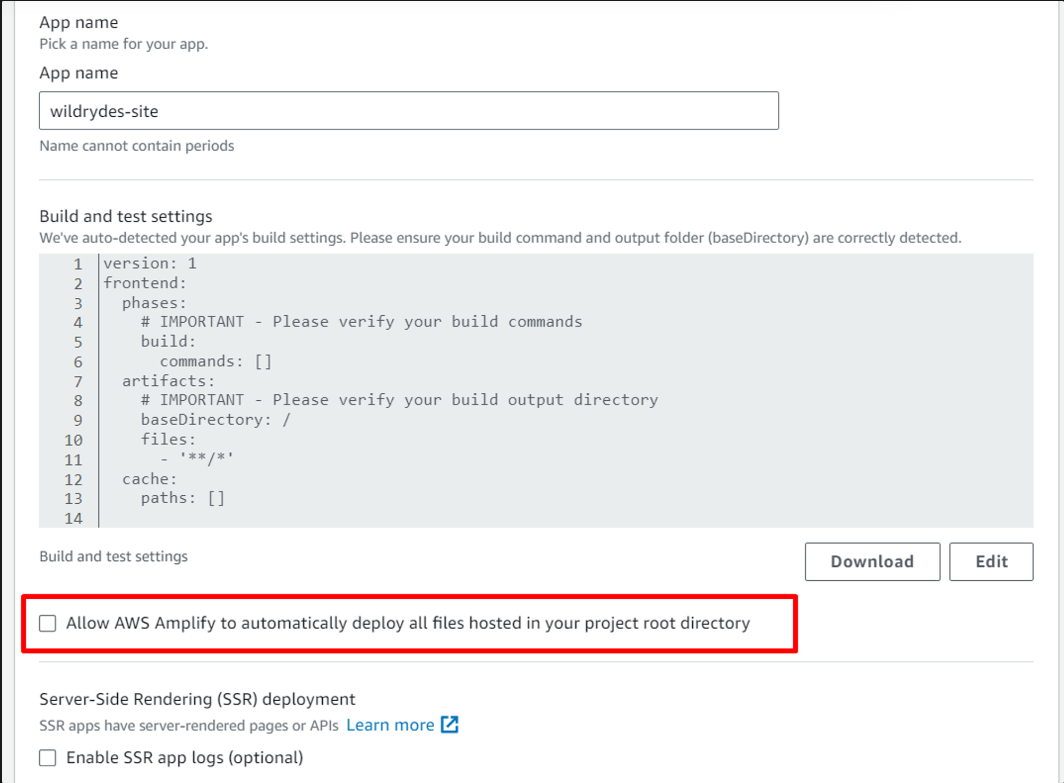 App name
Pick a name for your app.
App name
wildrydes-site
Name cannot contain periods
Build and test settings
We've auto-detected your app's build settings. Please ensure your build command and output folder (baseDirectory) are correctly detected.
1 version: 1
2 frontend:
3   phases:
4     # IMPORTANT - Please verify your build commands
5     build:
6       commands: []
7   artifacts:
8     # IMPORTANT - Please verify your build output directory
9     baseDirectory: /
10     files:
11       - '**/*'
12   cache:
13     paths: []
14
Build and test settings
Download Edit
Allow AWS Amplify to automatically deploy all files hosted in your project root directory
Server-Side Rendering (SSR) deployment
SSR apps have server-rendered pages or APIs Learn more
Enable SSR app logs (optional)